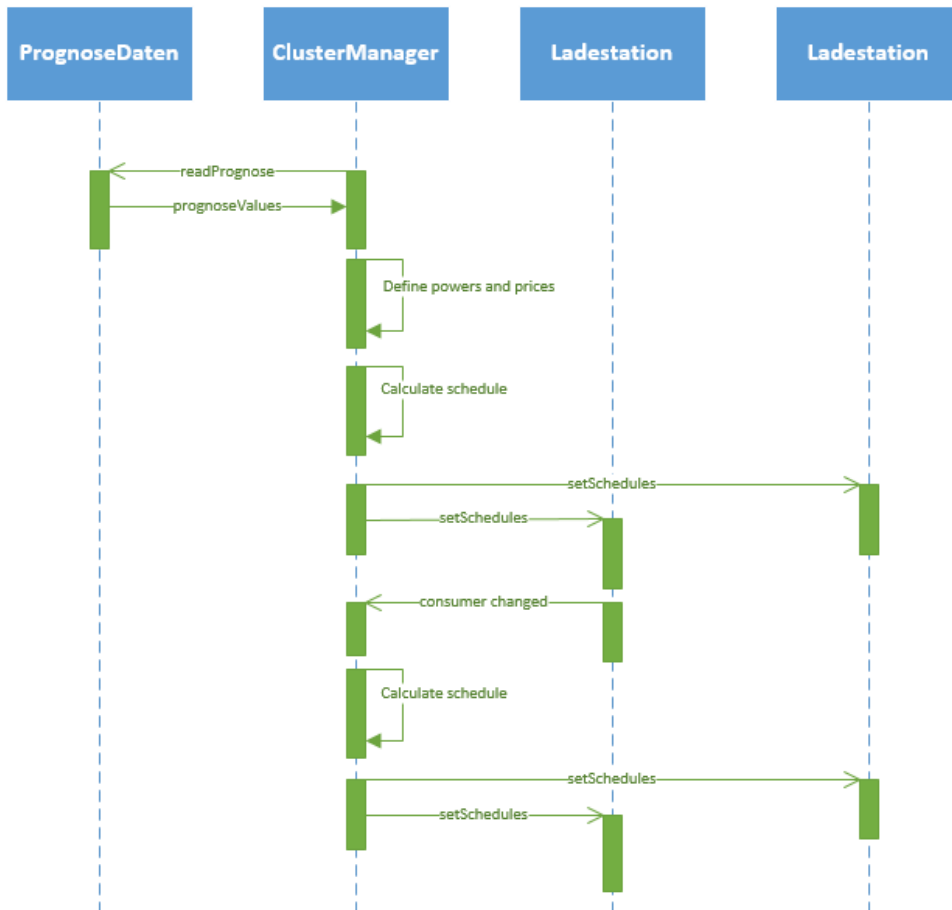 PrognoseDaten
ClusterManager
Ladestation
Ladestation
readPrognose
prognoseValues
Define powers and prices
Calculate schedule
setSchedules
setSchedules
consumer changed
Calculate schedule
setSchedules
setSchedules